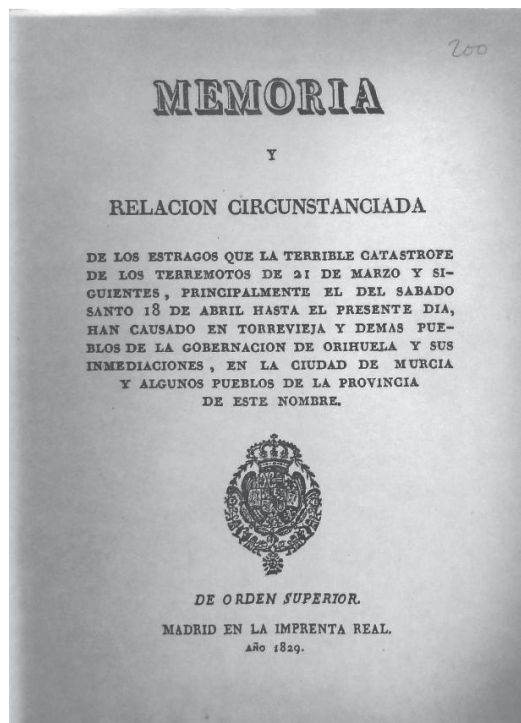 200
MEMORIA
Y
RELACION CIRCUNSTANCIADA
DE LOS ESTRAGOS QUE LA TERRIBLE CATASTROFE
DE LOS TERREMOTOS DE 21 DE MARZO Y SI-
GUIENTES, PRINCIPALMENTE EL DEL SABADO
SANTO 18 DE ABRIL HASTA EL PRESENTE DIA,
HAN CAUSADO EN TORREVIEJA Y DEMAS PUE-
BLOS DE LA GOBERNACION DE ORIHUELA Y SUS
INMEDIACIONES, EN LA CIUDAD DE MURCIA
Y ALGUNOS PUEBLOS DE LA PROVINCIA
DE ESTE NOMBRE.
DE ORDEN SUPERIOR.
MADRID EN LA IMPRENTA REAL.
AÑO 1829.